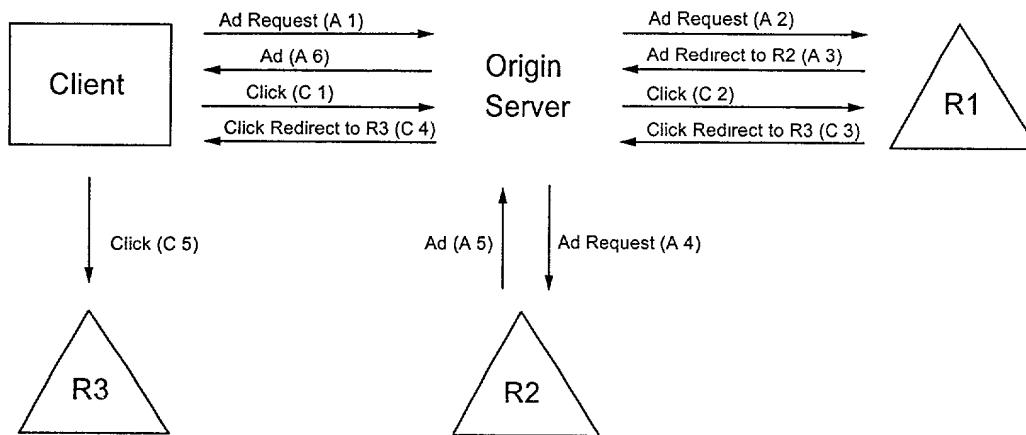 Ad Request (A 1)
Ad (A 6)
Click (C 1)
Click Redirect to R3 (C 4)
Client
Origin
Server
Ad Request (A 2)
Ad Redirect to R2 (A 3)
Click (C 2)
Click Redirect to R3 (C 3)
R1
Click (C 5)
Ad (A 5)
Ad Request (A 4)
R3
R2